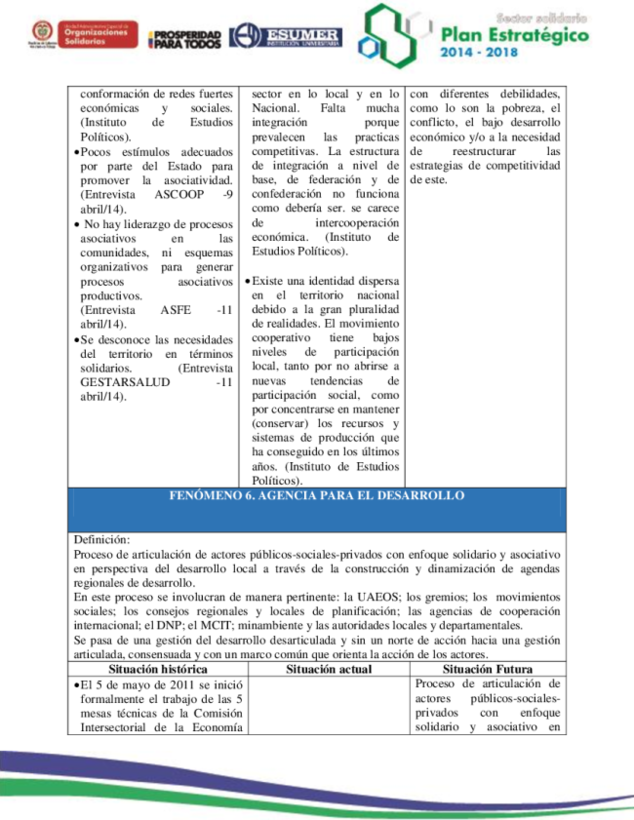 Unidad Administrativa Especial de
Organizaciones
Solidarias
PROSPERIDAD
PARA TODOS
ESUMER
INSTITUCIÓN UNIVERSITARIA
Sector solidario
Plan Estratégico
2014 - 2018
conformación de redes fuertes
económicas y sociales.
(Instituto de Estudios
Políticos).
•Pocos estímulos adecuados
por parte del Estado para
promover la asociatividad.
(Entrevista ASCOOP -9
abril/14).
• No hay liderazgo de procesos
asociativos en las
comunidades, ni esquemas
organizativos para generar
procesos asociativos
productivos.
(Entrevista ASFE -11
abril/14).
•Se desconoce las necesidades
del territorio en términos
solidarios. (Entrevista
GESTARSALUD -11
abril/14).
sector en lo local y en lo
Nacional. Falta mucha
integración porque
prevalecen las practicas
competitivas. La estructura
de integración a nivel de
base, de federación y de
confederación no funciona
como debería ser. se carece
de intercooperación
económica. (Instituto de
Estudios Políticos).
•Existe una identidad dispersa
en el territorio nacional
debido a la gran pluralidad
de realidades. El movimiento
cooperativo tiene bajos
niveles de participación
local, tanto por no abrirse a
nuevas tendencias de
participación social, como
por concentrarse en mantener
(conservar) los recursos y
sistemas de producción que
ha conseguido en los últimos
años. (Instituto de Estudios
Políticos).
con diferentes debilidades,
como lo son la pobreza, el
conflicto, el bajo desarrollo
económico y/o a la necesidad
de reestructurar las
estrategias de competitividad
de este.
FENÓMENO 6. AGENCIA PARA EL DESARROLLO
Definición:
Proceso de articulación de actores públicos-sociales-privados con enfoque solidario y asociativo
en perspectiva del desarrollo local a través de la construcción y dinamización de agendas
regionales de desarrollo.
En este proceso se involucran de manera pertinente: la UAEOS; los gremios; los movimientos
sociales; los consejos regionales y locales de planificación; las agencias de cooperación
internacional; el DNP; el MCIT; minambiente y las autoridades locales y departamentales.
Se pasa de una gestión del desarrollo desarticulada y sin un norte de acción hacia una gestión
articulada, consensuada y con un marco común que orienta la acción de los actores.
Situación histórica
Situación actual
Situación Futura
•El 5 de mayo de 2011 se inició
formalmente el trabajo de las 5
mesas técnicas de la Comisión
Intersectorial de la Economía
Proceso de articulación de
actores públicos-sociales-
privados con enfoque
solidario y asociativo en